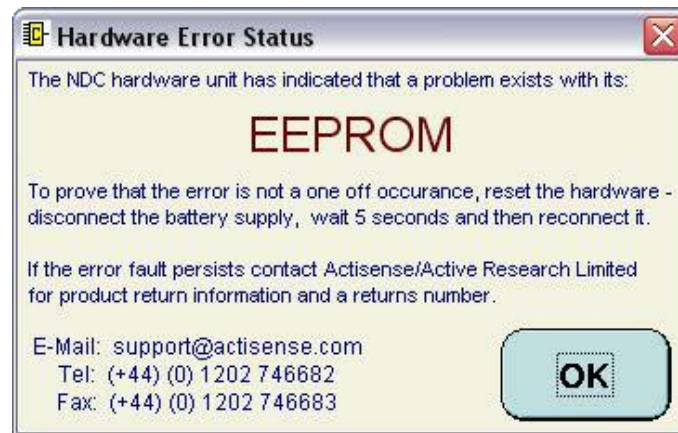 Hardware Error Status
The NDC hardware unit has indicated that a problem exists with its:
EEPROM
To prove that the error is not a one off occurance, reset the hardware -
disconnect the battery supply, wait 5 seconds and then reconnect it.
If the error fault persists contact Actisense/Active Research Limited
for product return information and a returns number.
E-Mail: support@actisense.com
Tel: (+44) (0) 1202 746682
Fax: (+44) (0) 1202 746683
OK